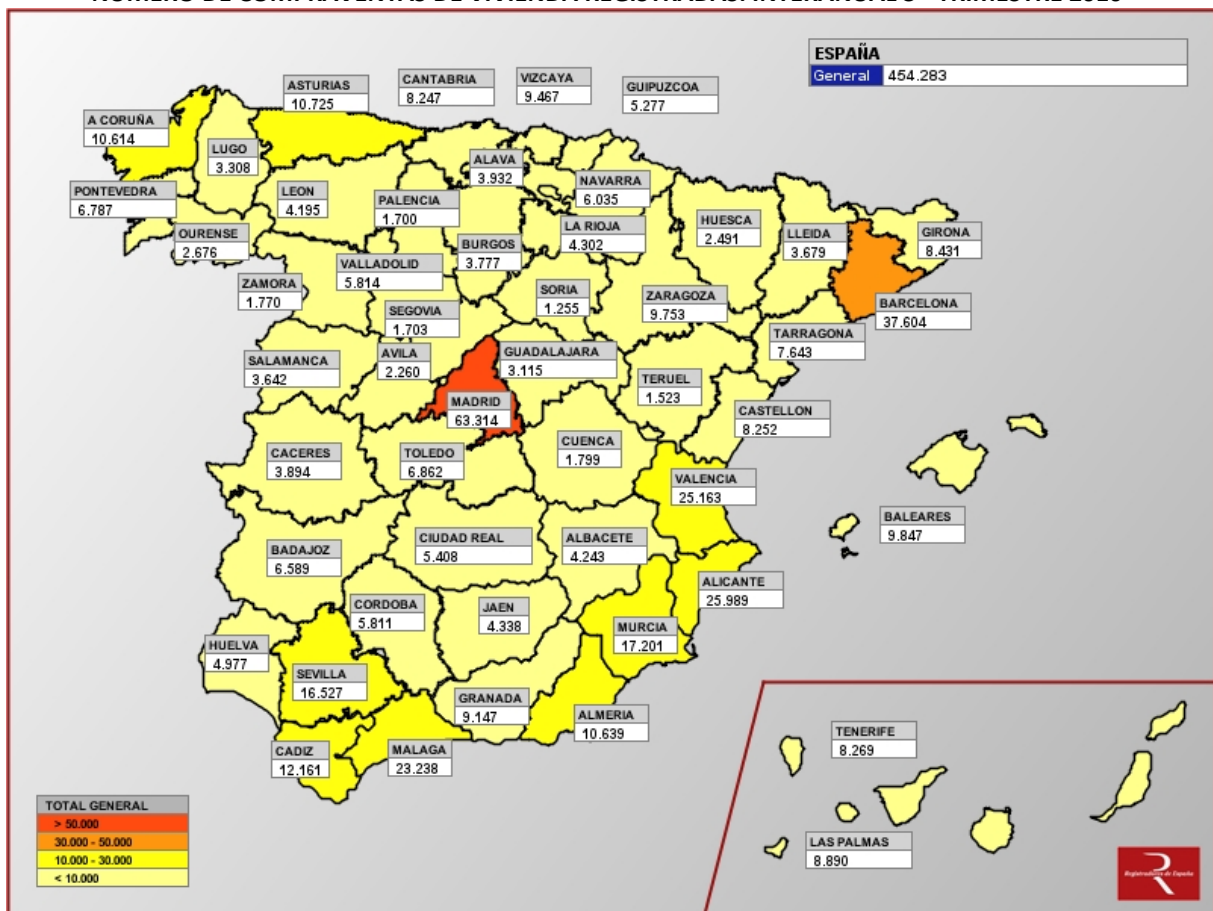 ESPAÑA
General 454.283
ASTURIAS
10.725
CANTABRIA
8.247
VIZCAYA
9.467
GUIPUZCOA
5.277
A CORUÑA
10.614
LUGO
3.308
ALAVA
3.932
NAVARRA
6.035
PONTEVEDRA
6.787
LEON
4.195
PALENCIA
1.700
LA RIOJA
4.302
HUESCA
2.491
LLEIDA
3.679
GIRONA
8.431
OURENSE
2.676
BURGOS
3.777
VALLADOLID
5.814
ZAMORA
1.770
SORIA
1.255
ZARAGOZA
9.753
BARCELONA
37.604
SEGOVIA
1.703
TARRAGONA
7.643
SALAMANCA
3.642
AVILA
2.260
GUADALAJARA
3.115
TERUEL
1.523
MADRID
63.314
CASTELLON
8.252
CACERES
3.894
TOLEDO
6.862
CUENCA
1.799
VALENCIA
25.163
BALEARES
9.847
BADAJOZ
6.589
CIUDAD REAL
5.408
ALBACETE
4.243
ALICANTE
25.989
CORDOBA
5.811
JAEN
4.338
MURCIA
17.201
HUELVA
4.977
SEVILLA
16.527
GRANADA
9.147
ALMERIA
10.639
CADIZ
12.161
MALAGA
23.238
TENERIFE
8.269
LAS PALMAS
8.890
TOTAL GENERAL
> 50.000
30.000 - 50.000
10.000 - 30.000
< 10.000
Registradores de España